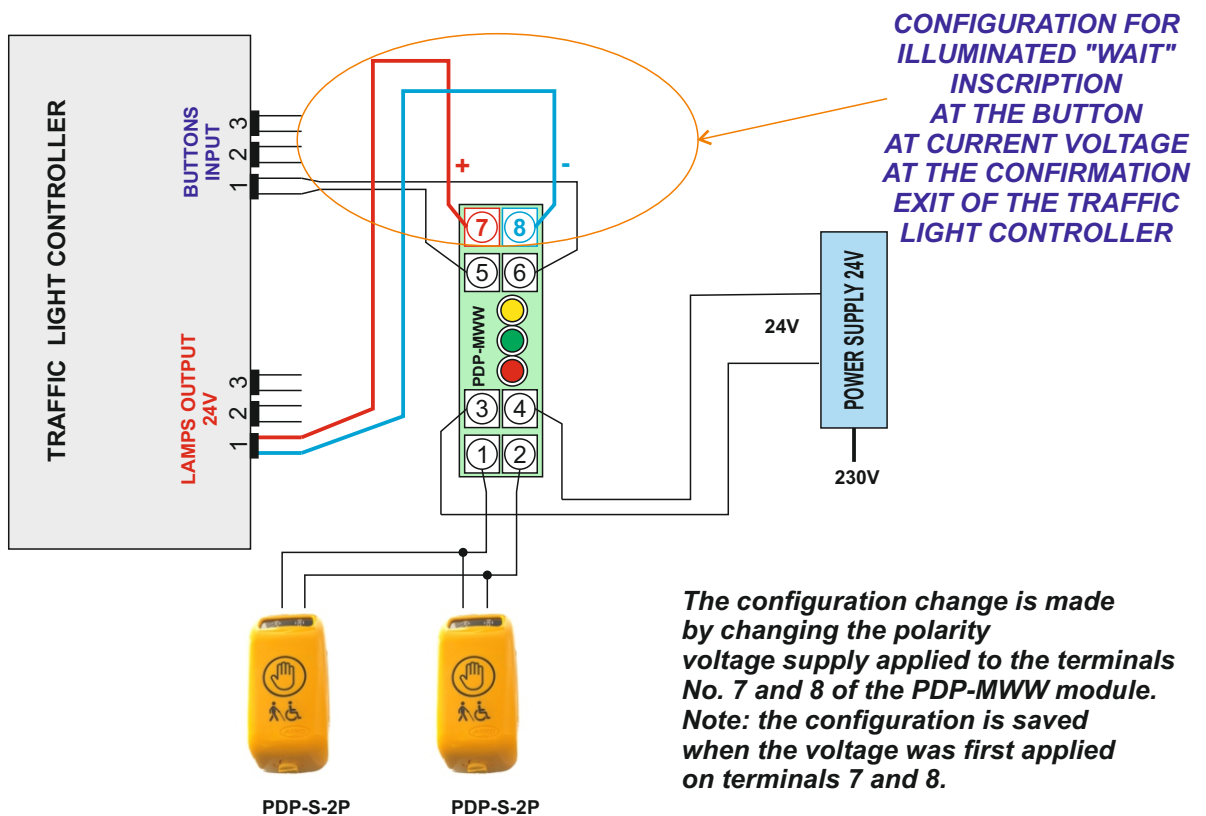 CONFIGURATION FOR
ILLUMINATED "WAIT"
INSCRIPTION
AT THE BUTTON
AT CURRENT VOLTAGE
AT THE CONFIRMATION
EXIT OF THE TRAFFIC
LIGHT CONTROLLER
TRAFFIC LIGHT CONTROLLER
BUTTONS
INPUT
3
2
1
LAMPS OUTPUT
24V
3
2
1
+
-
7 8
5 6
PDP-MWW
3 4
1 2
24V
POWER SUPPLY 24V
230V
PDP-S-2P
PDP-S-2P
The configuration change is made
by changing the polarity
voltage supply applied to the terminals
No. 7 and 8 of the PDP-MWW module.
Note: the configuration is saved
when the voltage was first applied
on terminals 7 and 8.